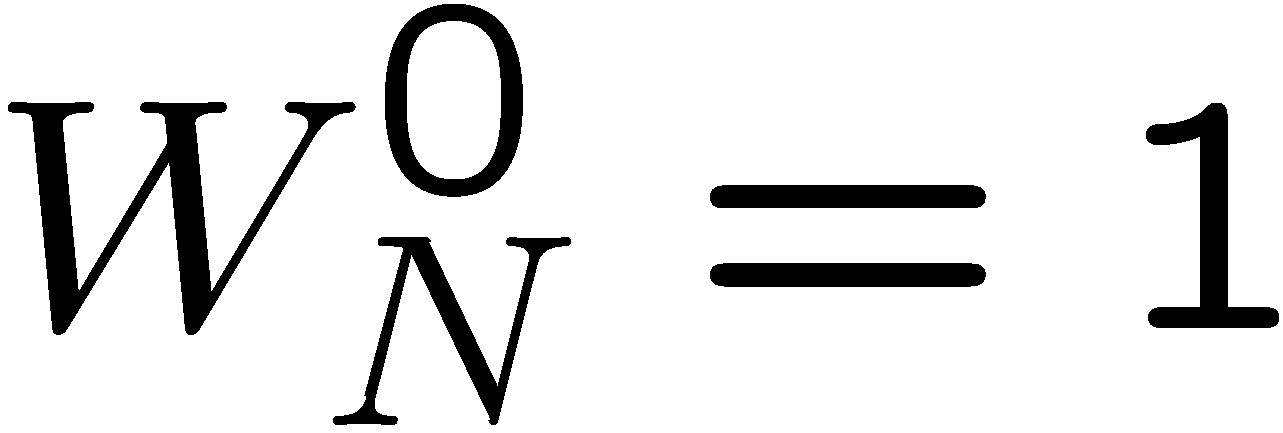 W_N^0 = 1